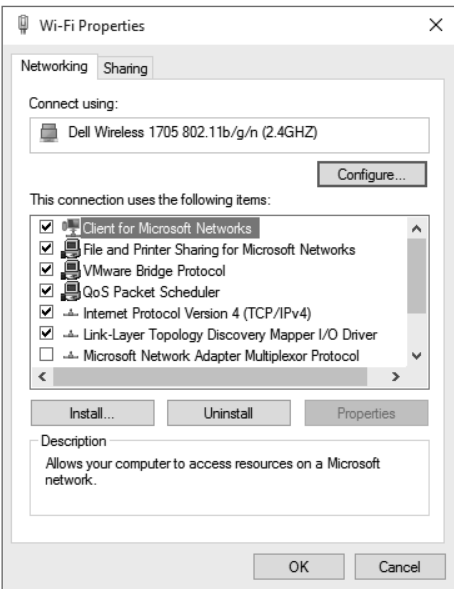 Wi-Fi Properties
Networking
Sharing
Connect using:
Dell Wireless 1705 802.11b/g/n (2.4GHZ)
Configure...
This connection uses the following items:
Client for Microsoft Networks
File and Printer Sharing for Microsoft Networks
VMware Bridge Protocol
QoS Packet Scheduler
Internet Protocol Version 4 (TCP/IPv4)
Link-Layer Topology Discovery Mapper I/O Driver
Microsoft Network Adapter Multiplexor Protocol
Install...
Uninstall
Properties
Description
Allows your computer to access resources on a Microsoft
network.
OK
Cancel